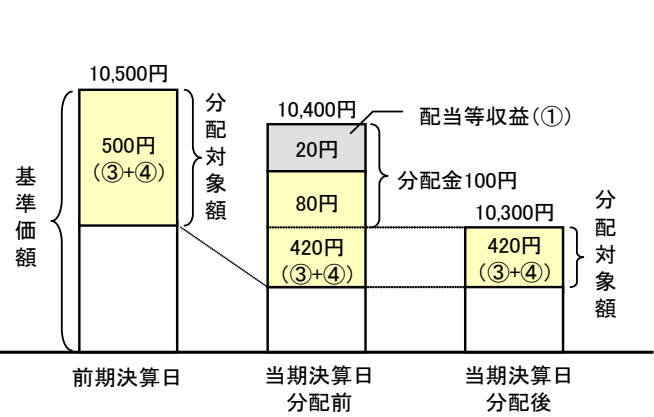 10,500円
500円
(③+④)
分配対象額
基準価額
10,400円
配当等収益(①)
20円
80円
分配金100円
420円
(③+④)
10,300円
420円
(③+④)
分配対象額
前期決算日
当期決算日
分配前
当期決算日
分配後